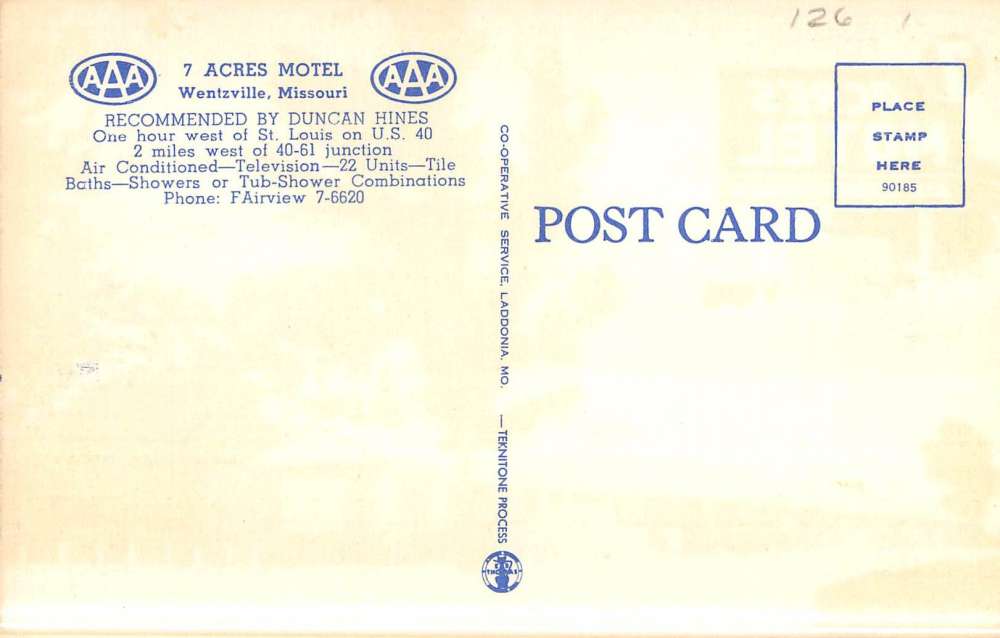 126 1
AAA 7 ACRES MOTEL AAA
Wentzville, Missouri
RECOMMENDED BY DUNCAN HINES
One hour west of St. Louis on U.S. 40
2 miles west of 40-61 junction
Air Conditioned—Television—22 Units—Tile
Baths—Showers or Tub-Shower Combinations
Phone: FAirview 7-6620
CO-OPERATIVE SERVICE, LADDONIA, MO. —TEKNITONE PROCESS
THOMAS
POST CARD
PLACE
STAMP
HERE
90185